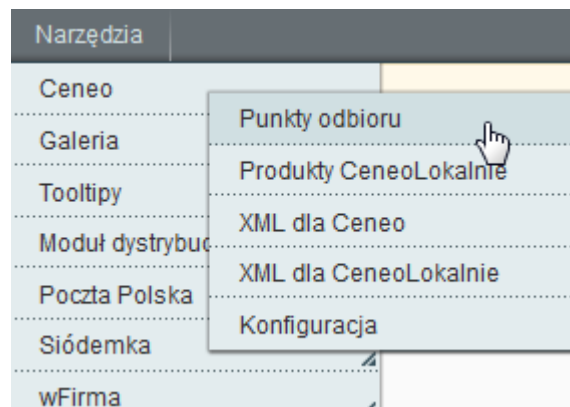 Narzędzia
Ceneo
Galeria
Tooltipy
Moduł
Poczta Polska
Siódemka
wFirma
Punkty odbioru
Produkty CeneoLokalnie
XML dla Ceneo
XML dla CeneoLokalnie
Konfiguracja